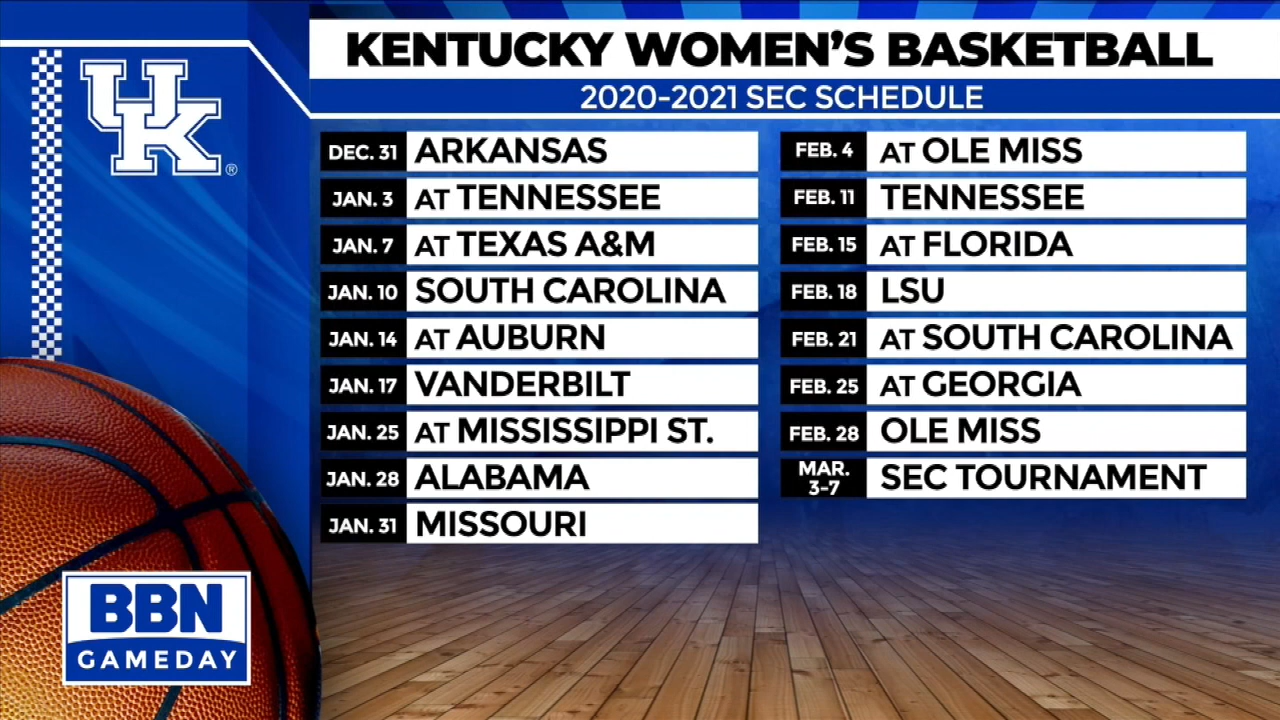 UK
®
KENTUCKY WOMEN'S BASKETBALL
2020-2021 SEC SCHEDULE
DEC. 31 ARKANSAS
JAN. 3 AT TENNESSEE
JAN. 7 AT TEXAS A&M
JAN. 10 SOUTH CAROLINA
JAN. 14 AT AUBURN
JAN. 17 VANDERBILT
JAN. 25 AT MISSISSIPPI ST.
JAN. 28 ALABAMA
JAN. 31 MISSOURI
FEB. 4 AT OLE MISS
FEB. 11 TENNESSEE
FEB. 15 AT FLORIDA
FEB. 18 LSU
FEB. 21 AT SOUTH CAROLINA
FEB. 25 AT GEORGIA
FEB. 28 OLE MISS
MAR. 3-7 SEC TOURNAMENT
BBN
GAMEDAY